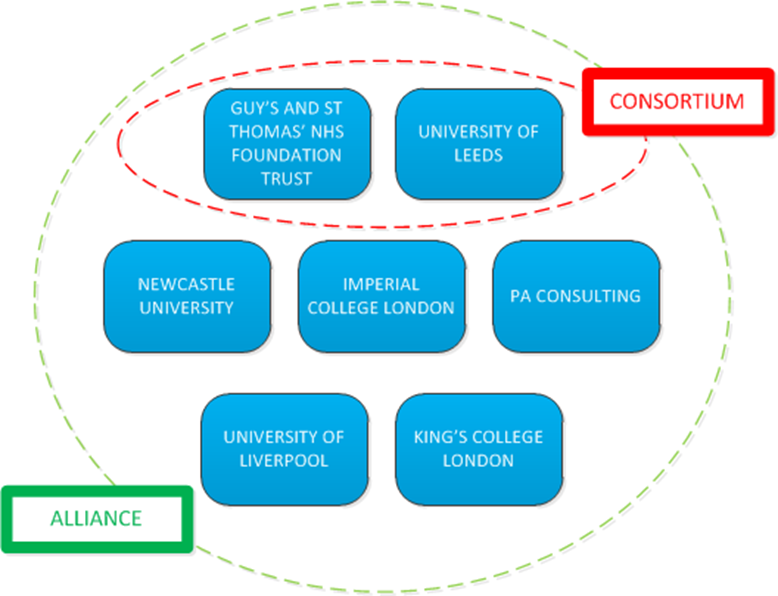 CONSORTIUM
GUY'S AND ST
THOMAS' NHS
FOUNDATION
TRUST
UNIVERSITY OF
LEEDS
NEWCASTLE
UNIVERSITY
IMPERIAL
COLLEGE LONDON
PA CONSULTING
UNIVERSITY OF
LIVERPOOL
KING'S COLLEGE
LONDON
ALLIANCE